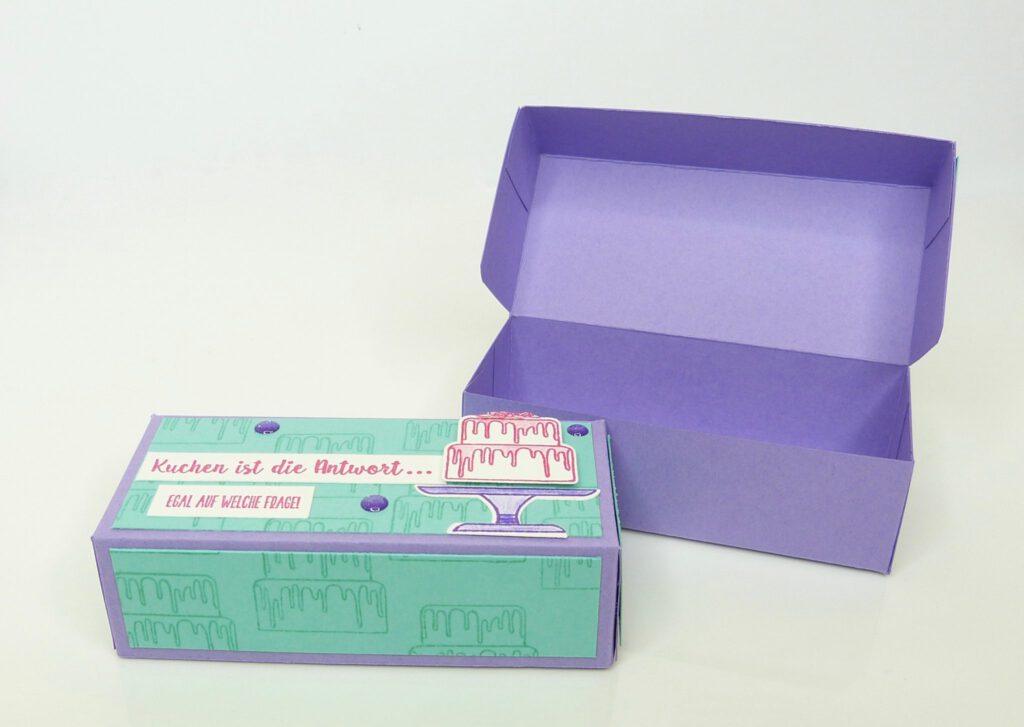 Kuchen ist die Antwort...
EGAL AUF WELCHE FRAGE!